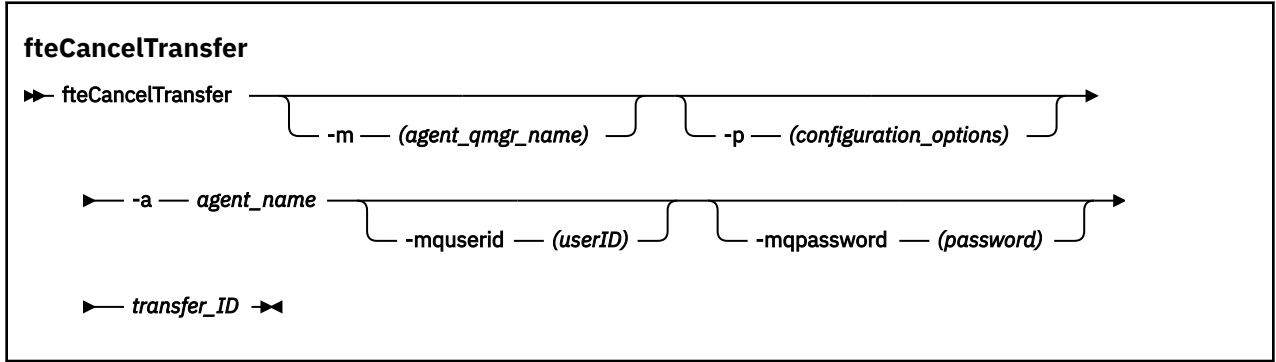 fteCancelTransfer
fteCancelTransfer
-m (agent_qmgr_name) -p (configuration_options)
-a agent_name
-mquserid (userID) -mqpassword (password)
transfer_ID